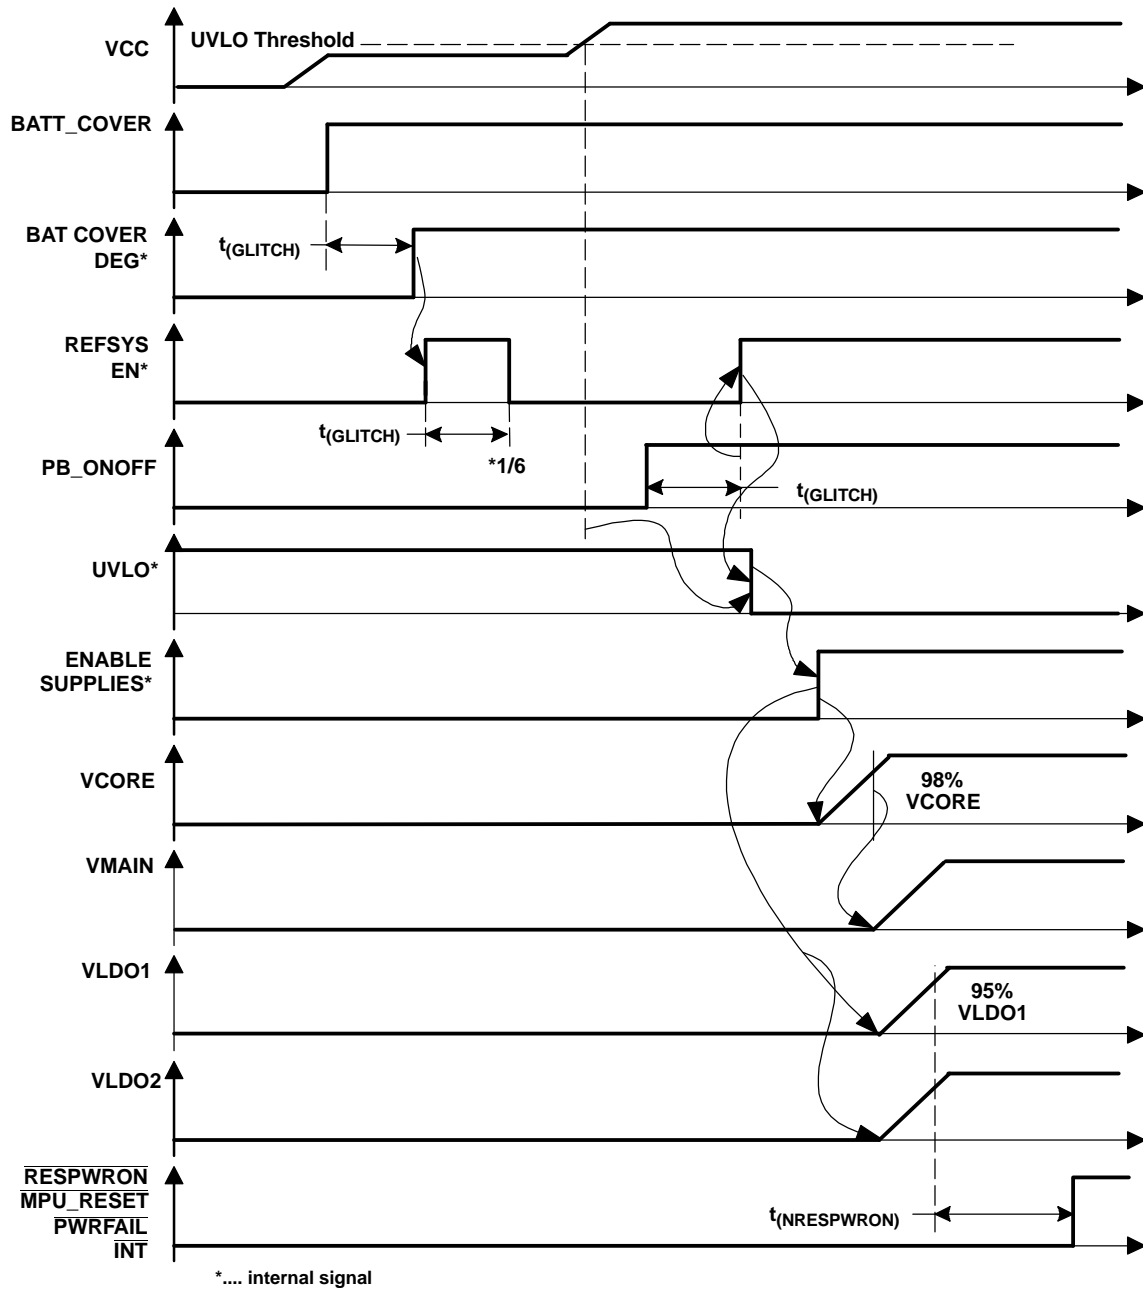 VCC
UVLO Threshold
BATT_COVER
BAT COVER
DEG*
t(GLITCH)
REFSYS
EN*
t(GLITCH)
*1/6
PB_ONOFF
t(GLITCH)
UVLO*
ENABLE
SUPPLIES*
VCORE
98%
VCORE
VMAIN
VLDO1
95%
VLDO1
VLDO2
RESPWRON
MPU_RESET
PWRFAIL
INT
t(NRESPWRON)
*.... internal signal